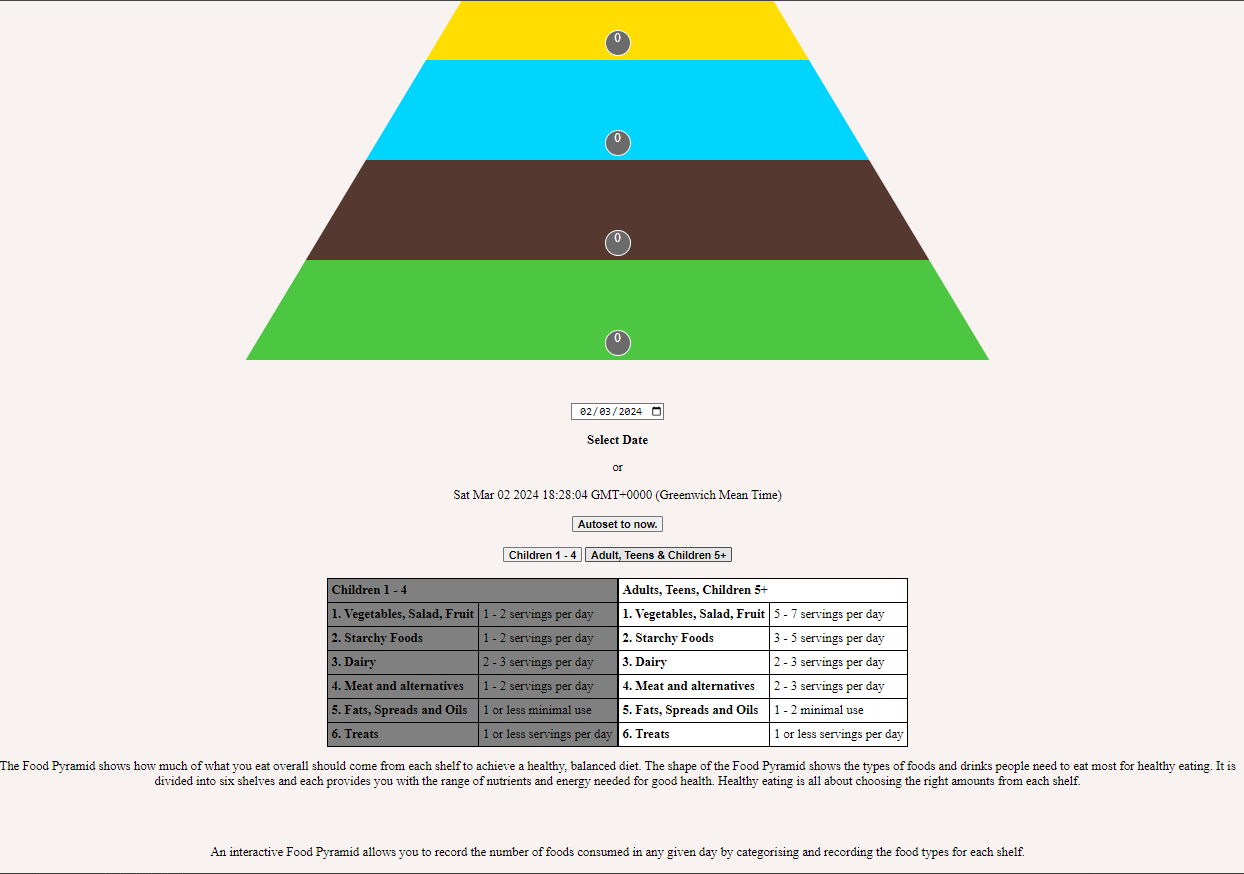 0
0
0
0
02/03/2024
Select Date
or
Sat Mar 02 2024 18:28:04 GMT+0000 (Greenwich Mean Time)
Autoset to now.
Children 1 - 4 Adult, Teens & Children 5+
Children 1 - 4 Adults, Teens, Children 5+
1. Vegetables, Salad, Fruit 1 - 2 servings per day 1. Vegetables, Salad, Fruit 5 - 7 servings per day
2. Starchy Foods 1 - 2 servings per day 2. Starchy Foods 3 - 5 servings per day
3. Dairy 2 - 3 servings per day 3. Dairy 2 - 3 servings per day
4. Meat and alternatives 1 - 2 servings per day 4. Meat and alternatives 2 - 3 servings per day
5. Fats, Spreads and Oils 1 or less minimal use 5. Fats, Spreads and Oils 1 - 2 minimal use
6. Treats 1 or less servings per day 6. Treats 1 or less servings per day
The Food Pyramid shows how much of what you eat overall should come from each shelf to achieve a healthy, balanced diet. The shape of the Food Pyramid shows the types of foods and drinks people need to eat most for healthy eating. It is
divided into six shelves and each provides you with the range of nutrients and energy needed for good health. Healthy eating is all about choosing the right amounts from each shelf.
An interactive Food Pyramid allows you to record the number of foods consumed in any given day by categorising and recording the food types for each shelf.